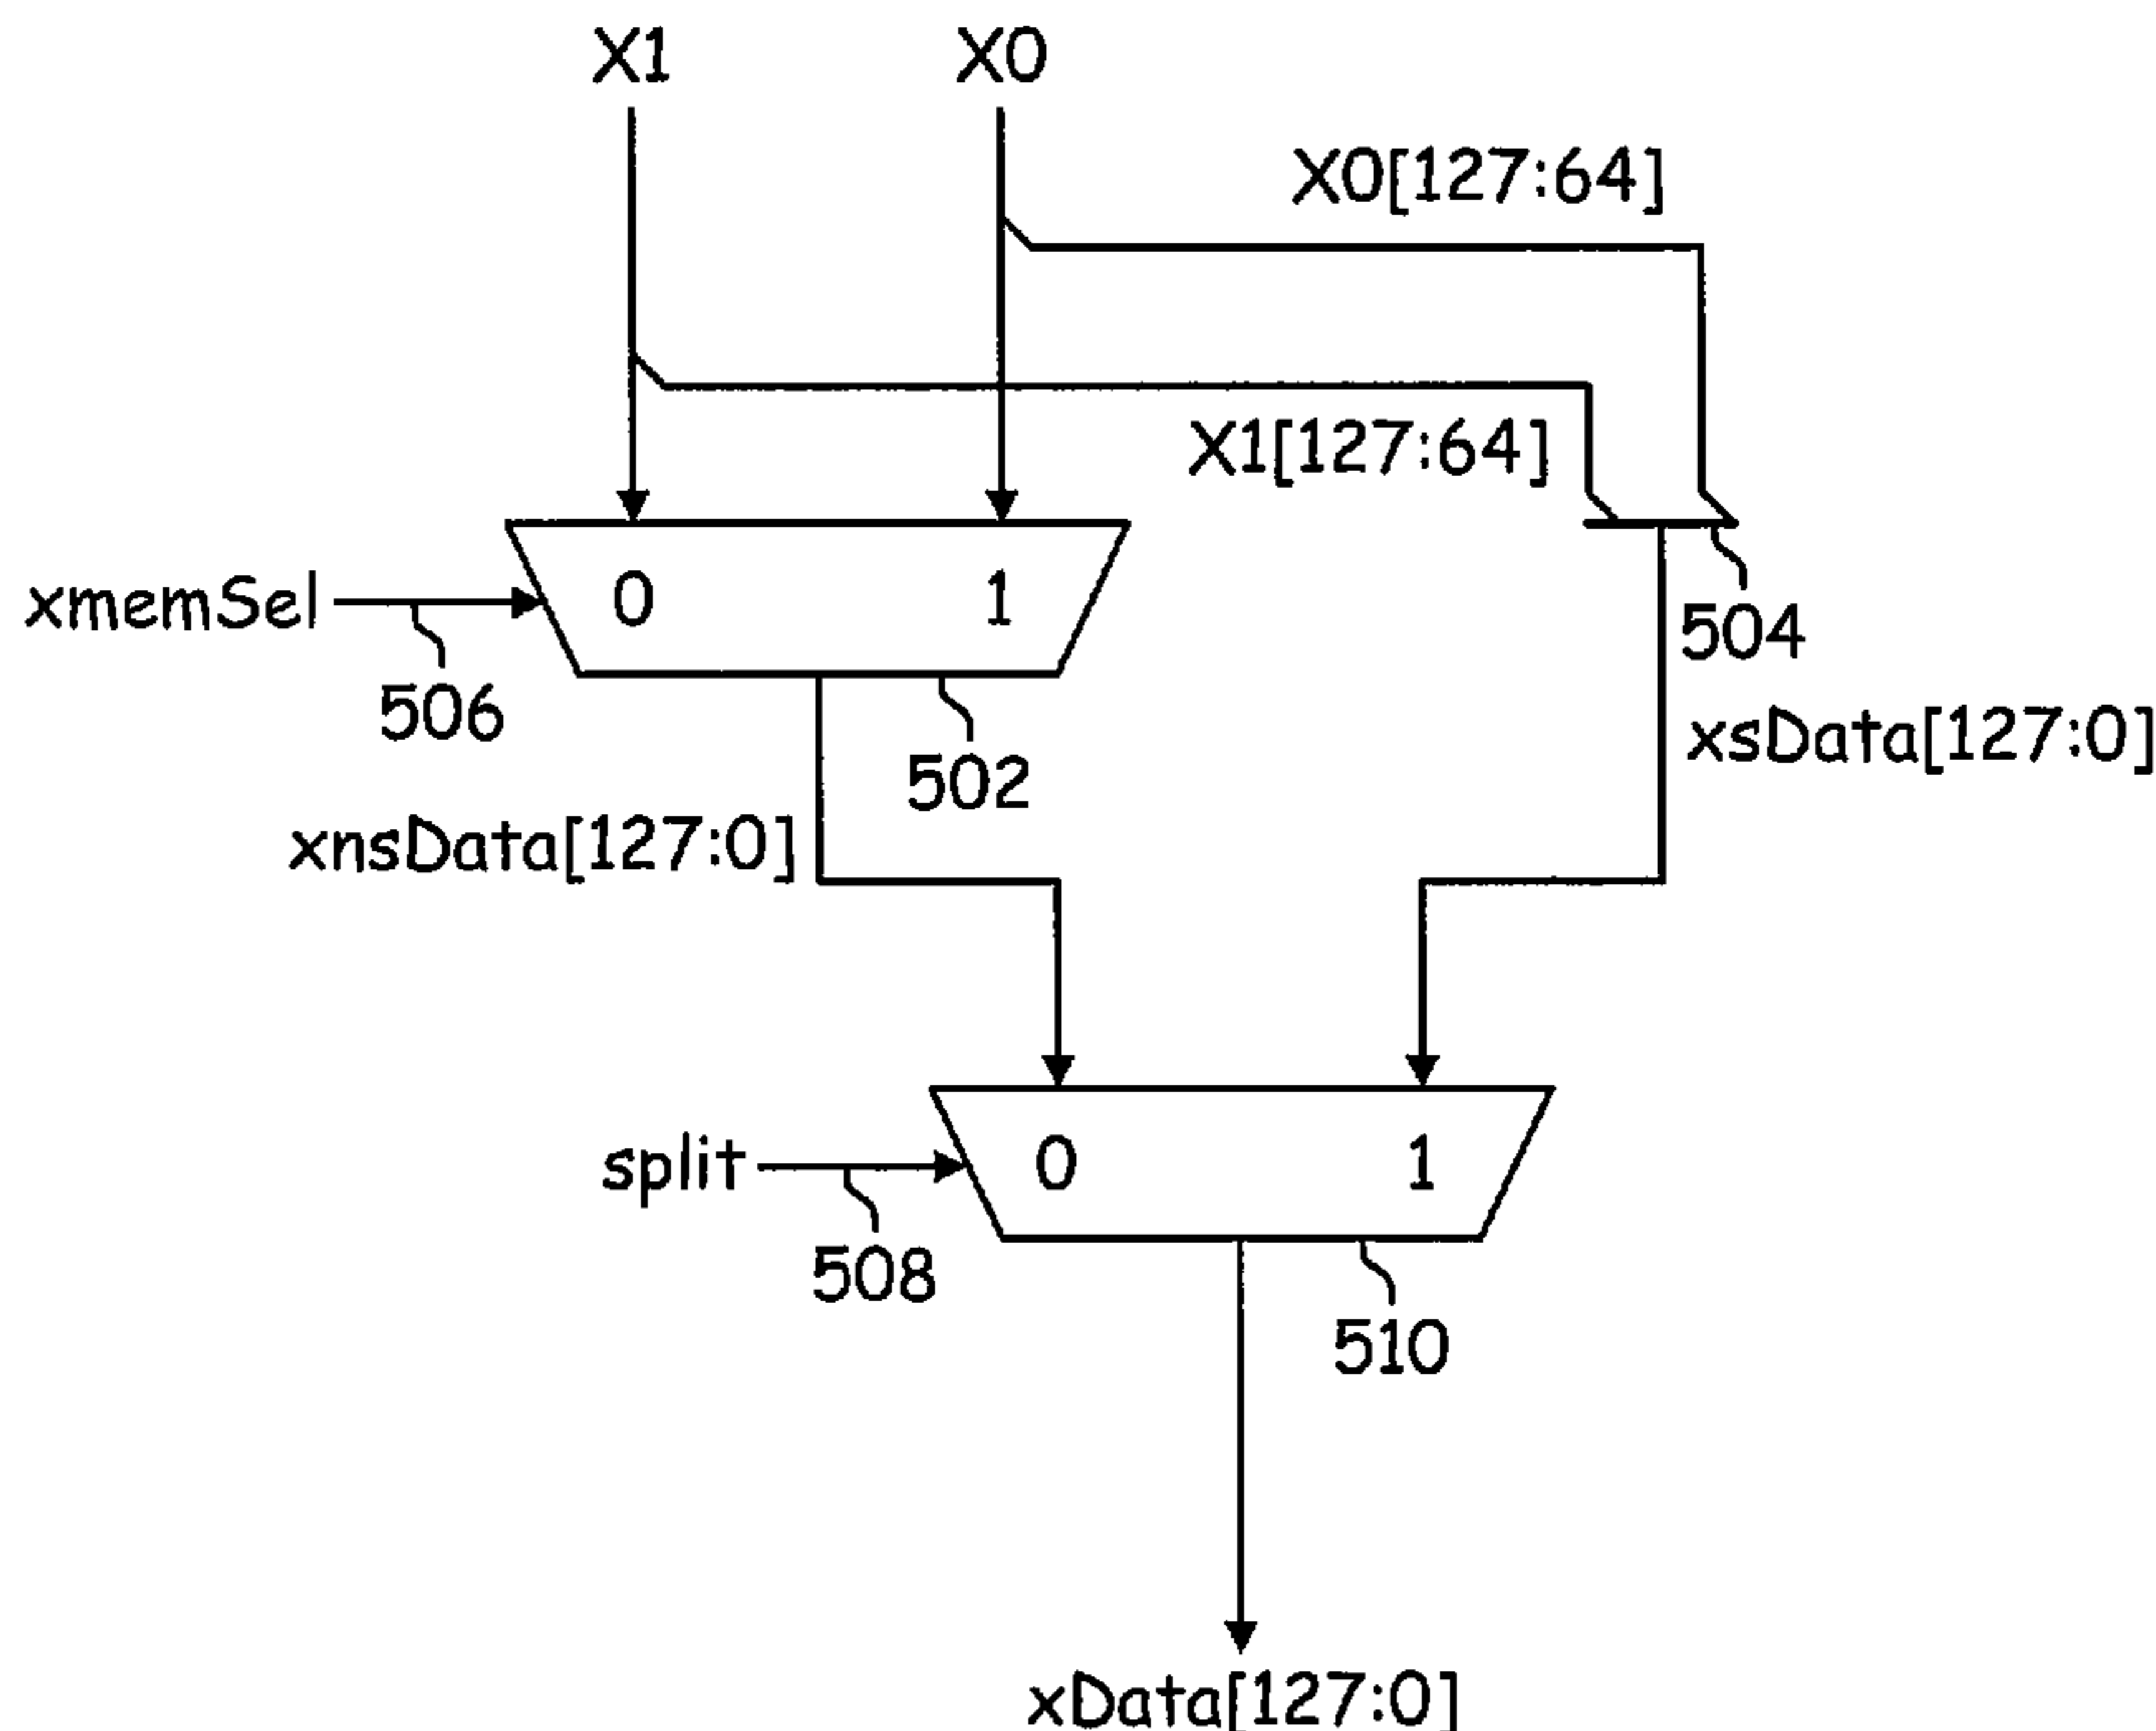 X1
X0
X0[127:64]
X1[127:64]
0
1
xmemSel
504
506
xsData[127:0]
502
xnsData[127:0]
split
0
1
508
510
xData[127:0]